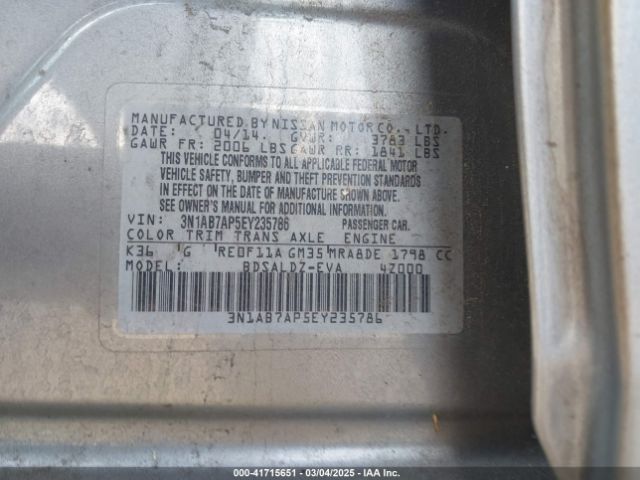 MANUFACTURED BY NISSAN MOTOR CO., LTD.
DATE: 04/14. GVWR: 3783 LBS
GAWR FR: 2006 LBS GAWR RR: 1841 LBS
THIS VEHICLE CONFORMS TO ALL APPLICABLE FEDERAL MOTOR
VEHICLE SAFETY, BUMPER AND THEFT PREVENTION STANDARDS
IN EFFECT ON THE DATE OF MANUFACTURE SHOWN ABOVE.
SEE OWNER'S MANUAL FOR ADDITIONAL INFORMATION.
VIN: 3N1AB7AP5EY235786 PASSENGER CAR.
COLOR TRIM TRANS AXLE ENGINE
K36 G RE0F11A GM35 MRA8DE 1798 CC
MODEL: BDSALDZ-EVA 4Z000
3N1AB7AP5EY235786
000-41715651 - 03/04/2025 - IAA Inc.